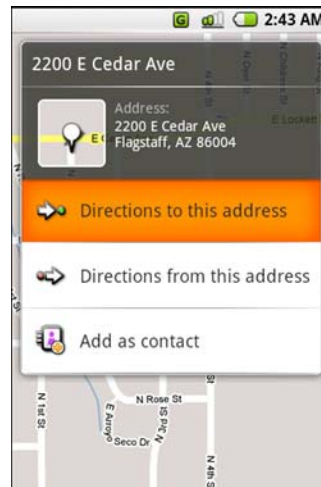 2:43 AM
2200 E Cedar Ave
Address:
2200 E Cedar Ave
Flagstaff, AZ 86004
E Lockett
Directions to this address
Directions from this address
Add as contact
N 1st St
E Arroyo
Seco Dr
N Rose St
N 3rd St
N 4th S